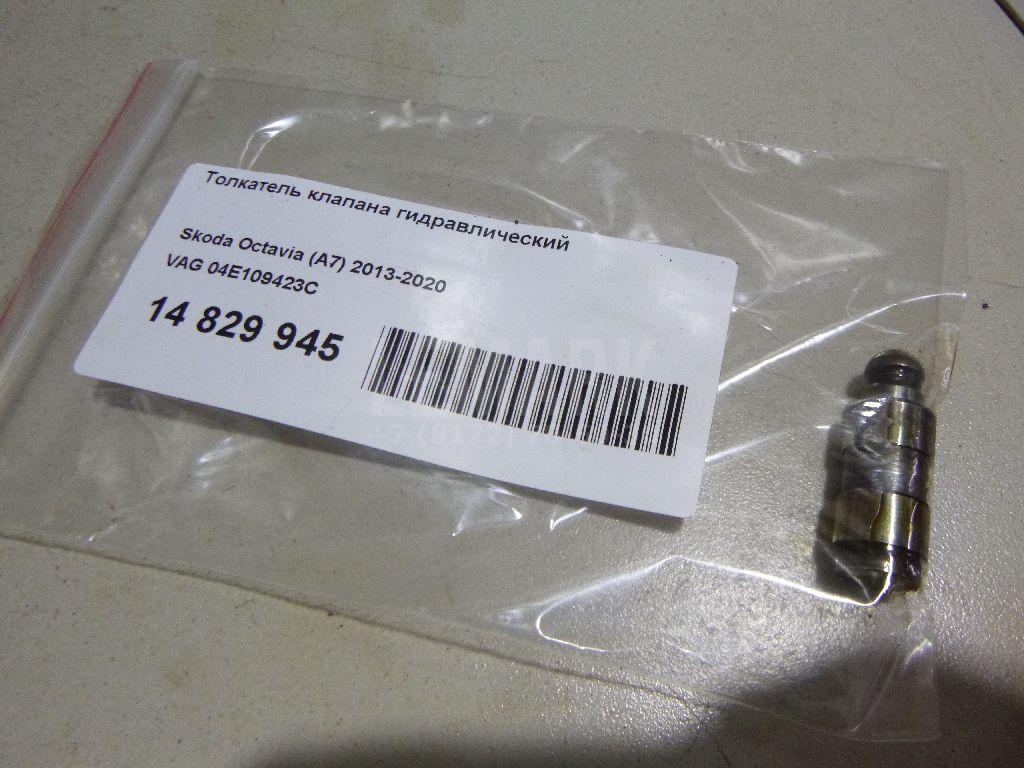 Толкатель клапана гидравлический
Skoda Octavia (A7) 2013-2020
VAG 04E109423C
14 829 945